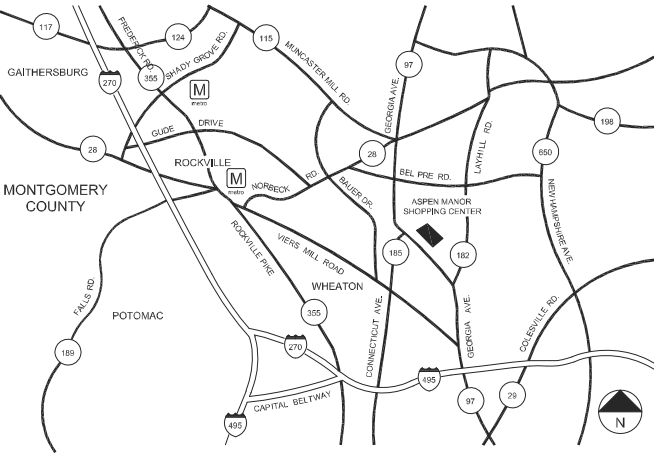 117
124
115
97
FREDERICK RD.
SHADY GROVE RD.
MUNCASTER MILL RD.
GAITHERSBURG
270
355
M
metro
GEORGIA AVE.
198
GUDE DRIVE
28
28
LAYHILL RD.
650
ROCKVILLE
M
metro
NORBECK RD.
BEL PRE RD.
MONTGOMERY
COUNTY
BAUER DR.
ASPEN MANOR
SHOPPING CENTER
NEW HAMPSHIRE AVE.
ROCKVILLE PIKE
VIERS MILL ROAD
185
182
FALLS RD.
WHEATON
POTOMAC
355
CONNECTICUT AVE.
GEORGIA AVE.
COLESVILLE RD.
189
270
495
CAPITAL BELTWAY
97
29
495
N